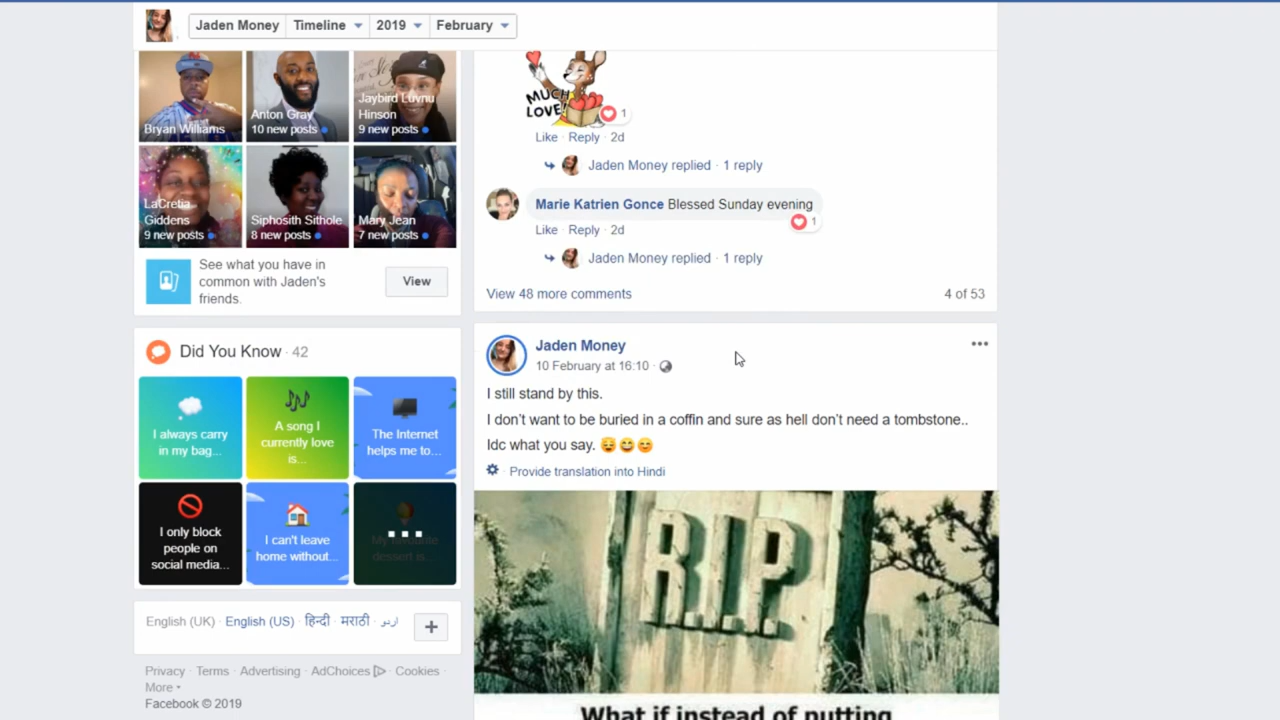 Jaden Money Timeline 2019 February
Bryan Williams
Anton Gray
10 new posts
Jaybird Luvnu
Hinson
9 new posts
LaCretia
Giddens
9 new posts
Siphosith Sithole
8 new posts
Mary Jean
7 new posts
See what you have in
common with Jaden's
friends.
View
Did You Know · 42
I always carry
in my bag...
A song I
currently love
is...
The Internet
helps me to...
I only block
people on
social media...
I can't leave
home without...
My favourite
dessert is...
English (UK) · English (US) · हिन्दी · मराठी · اردو
+
Privacy · Terms · Advertising · AdChoices · Cookies ·
More
Facebook © 2019
MUCH
LOVE!
1
Like · Reply · 2d
Jaden Money replied · 1 reply
Marie Katrien Gonce Blessed Sunday evening
1
Like · Reply · 2d
Jaden Money replied · 1 reply
View 48 more comments 4 of 53
Jaden Money
10 February at 16:10 ·
I still stand by this.
I don't want to be buried in a coffin and sure as hell don't need a tombstone..
Idc what you say. 😌😄😊
Provide translation into Hindi
R.I.P.
What if instead of putting